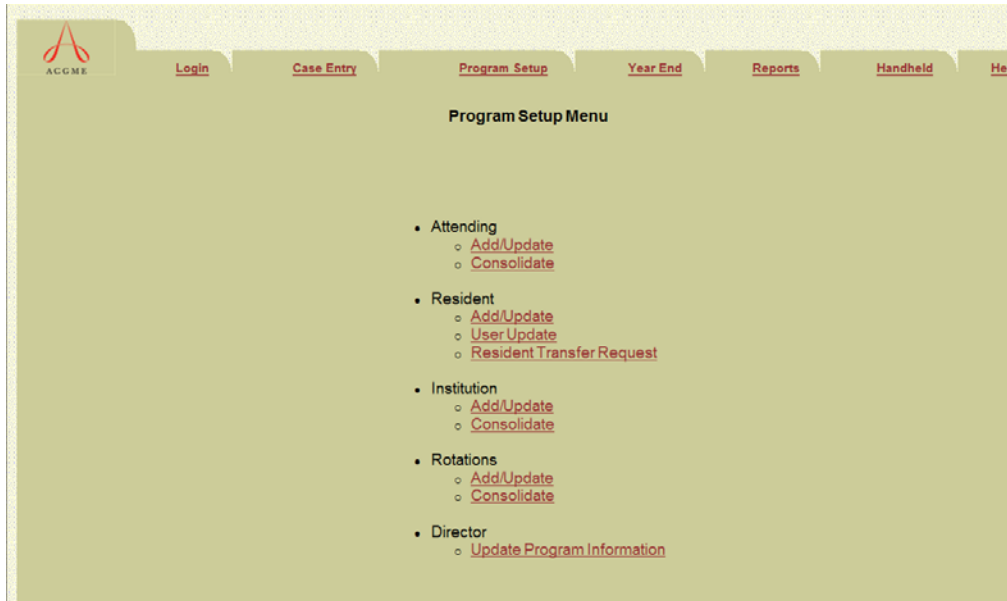 ACGME
Login Case Entry Program Setup Year End Reports Handheld He
Program Setup Menu
• Attending
o Add/Update
o Consolidate
• Resident
o Add/Update
o User Update
o Resident Transfer Request
• Institution
o Add/Update
o Consolidate
• Rotations
o Add/Update
o Consolidate
• Director
o Update Program Information